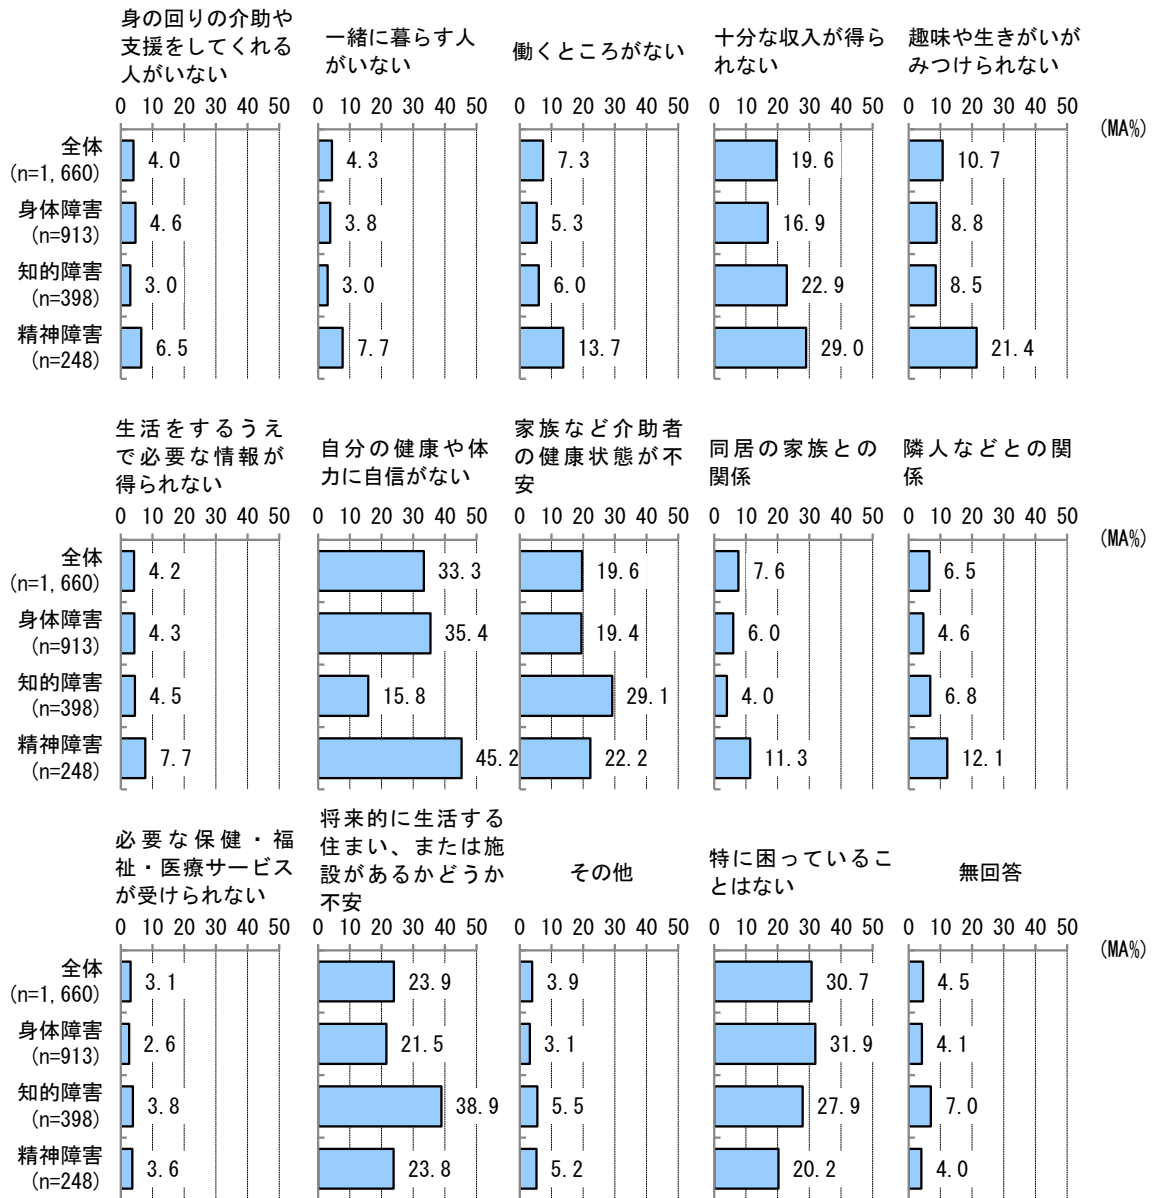 身の回りの介助や
支援をしてくれる
人がいない
一緒に暮らす人
がいない
働くところがない
十分な収入が得ら
れない
趣味や生きがいが
みつけられない
0 10 20 30 40 50 0 10 20 30 40 50 0 10 20 30 40 50 0 10 20 30 40 50 0 10 20 30 40 50
(MA%)
全体
(n=1,660)
4.0 4.3 7.3 19.6 10.7
身体障害
(n=913)
4.6 3.8 5.3 16.9 8.8
知的障害
(n=398)
3.0 3.0 6.0 22.9 8.5
精神障害
(n=248)
6.5 7.7 13.7 29.0 21.4
生活をするうえ
で必要な情報が
得られない
自分の健康や体
力に自信がない
家族など介助者
の健康状態が不
安
同居の家族との
関係
隣人などとの関
係
0 10 20 30 40 50 0 10 20 30 40 50 0 10 20 30 40 50 0 10 20 30 40 50 0 10 20 30 40 50
(MA%)
全体
(n=1,660)
4.2 33.3 19.6 7.6 6.5
身体障害
(n=913)
4.3 35.4 19.4 6.0 4.6
知的障害
(n=398)
4.5 15.8 29.1 4.0 6.8
精神障害
(n=248)
7.7 45.2 22.2 11.3 12.1
必要な保健・福
祉・医療サービス
が受けられない
将来的に生活する
住まい、または施
設があるかどうか
不安
その他
特に困っているこ
とはない
無回答
0 10 20 30 40 50 0 10 20 30 40 50 0 10 20 30 40 50 0 10 20 30 40 50 0 10 20 30 40 50
(MA%)
全体
(n=1,660)
3.1 23.9 3.9 30.7 4.5
身体障害
(n=913)
2.6 21.5 3.1 31.9 4.1
知的障害
(n=398)
3.8 38.9 5.5 27.9 7.0
精神障害
(n=248)
3.6 23.8 5.2 20.2 4.0